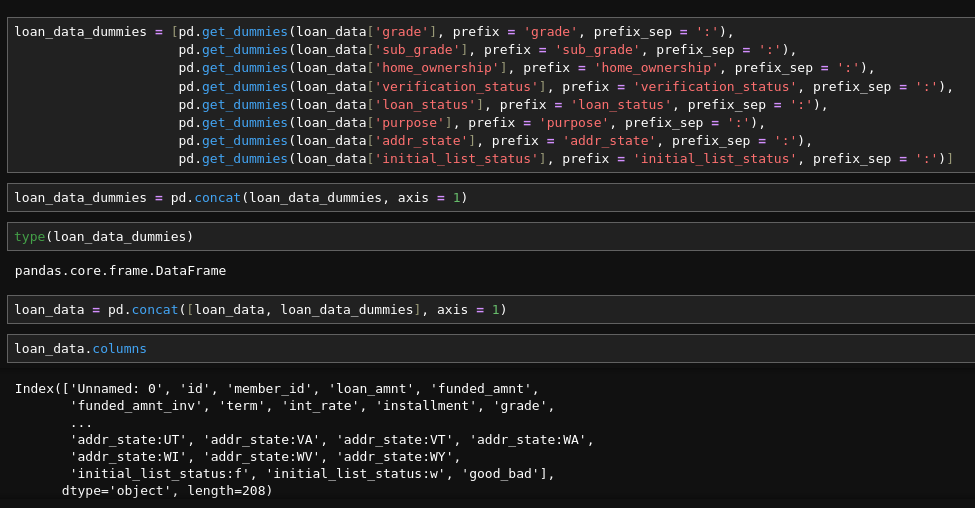 loan_data_dummies = [pd.get_dummies(loan_data['grade'], prefix = 'grade', prefix_sep = ':'),
                     pd.get_dummies(loan_data['sub_grade'], prefix = 'sub_grade', prefix_sep = ':'),
                     pd.get_dummies(loan_data['home_ownership'], prefix = 'home_ownership', prefix_sep = ':'),
                     pd.get_dummies(loan_data['verification_status'], prefix = 'verification_status', prefix_sep = ':'),
                     pd.get_dummies(loan_data['loan_status'], prefix = 'loan_status', prefix_sep = ':'),
                     pd.get_dummies(loan_data['purpose'], prefix = 'purpose', prefix_sep = ':'),
                     pd.get_dummies(loan_data['addr_state'], prefix = 'addr_state', prefix_sep = ':'),
                     pd.get_dummies(loan_data['initial_list_status'], prefix = 'initial_list_status', prefix_sep = ':')]
loan_data_dummies = pd.concat(loan_data_dummies, axis = 1)
type(loan_data_dummies)
pandas.core.frame.DataFrame
loan_data = pd.concat([loan_data, loan_data_dummies], axis = 1)
loan_data.columns
Index(['Unnamed: 0', 'id', 'member_id', 'loan_amnt', 'funded_amnt',
       'funded_amnt_inv', 'term', 'int_rate', 'installment', 'grade',
       ...
       'addr_state:UT', 'addr_state:VA', 'addr_state:VT', 'addr_state:WA',
       'addr_state:WI', 'addr_state:WV', 'addr_state:WY',
       'initial_list_status:f', 'initial_list_status:w', 'good_bad'],
      dtype='object', length=208)